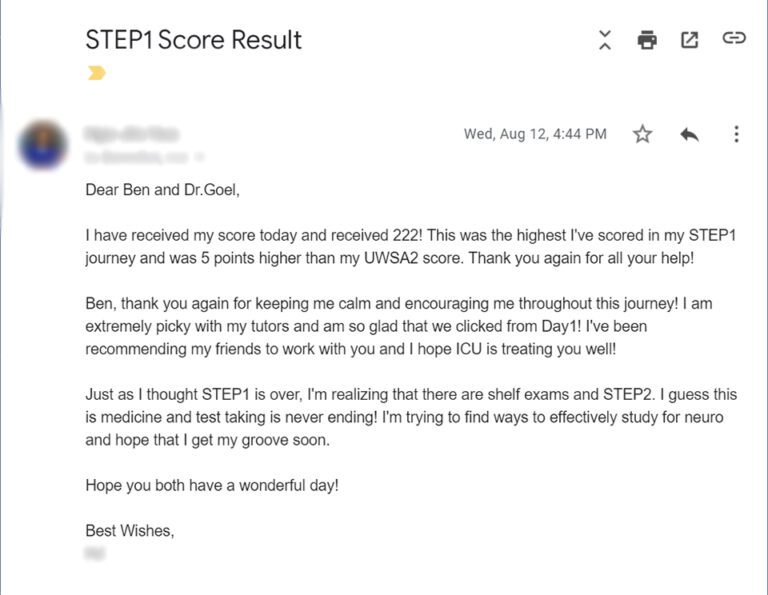 STEP1 Score Result
Wed, Aug 12, 4:44 PM
Dear Ben and Dr.Goel,
I have received my score today and received 222! This was the highest I've scored in my STEP1
journey and was 5 points higher than my UWSA2 score. Thank you again for all your help!
Ben, thank you again for keeping me calm and encouraging me throughout this journey! I am
extremely picky with my tutors and am so glad that we clicked from Day1! I've been
recommending my friends to work with you and I hope ICU is treating you well!
Just as I thought STEP1 is over, I'm realizing that there are shelf exams and STEP2. I guess this
is medicine and test taking is never ending! I'm trying to find ways to effectively study for neuro
and hope that I get my groove soon.
Hope you both have a wonderful day!
Best Wishes,